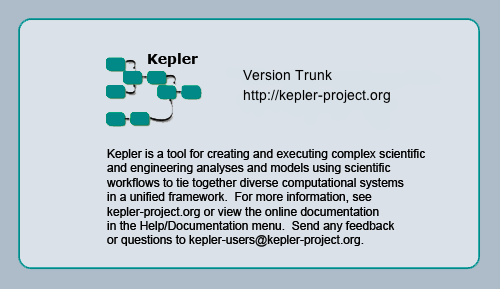 Kepler
Version Trunk
http://kepler-project.org
Kepler is a tool for creating and executing complex scientific
and engineering analyses and models using scientific
workflows to tie together diverse computational systems
in a unified framework.  For more information, see
kepler-project.org or view the online documentation
in the Help/Documentation menu.  Send any feedback
or questions to kepler-users@kepler-project.org.